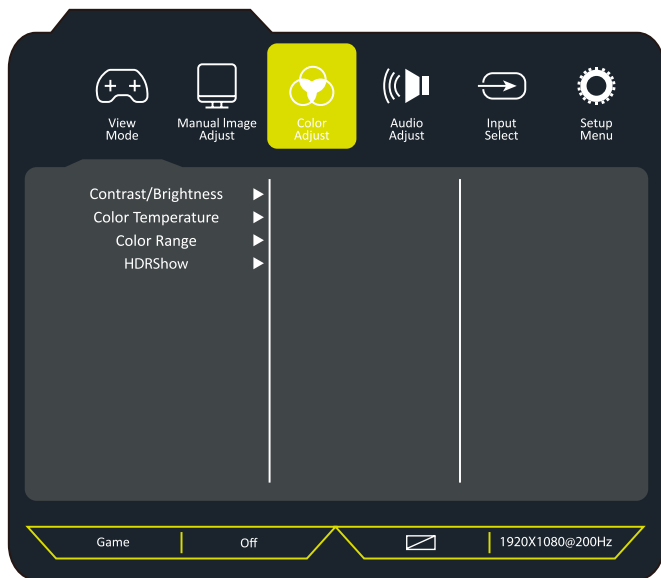 View
Mode
Manual Image
Adjust
Color
Adjust
Audio
Adjust
Input
Select
Setup
Menu
Contrast/Brightness
Color Temperature
Color Range
HDRShow
Game
Off
1920X1080@200Hz